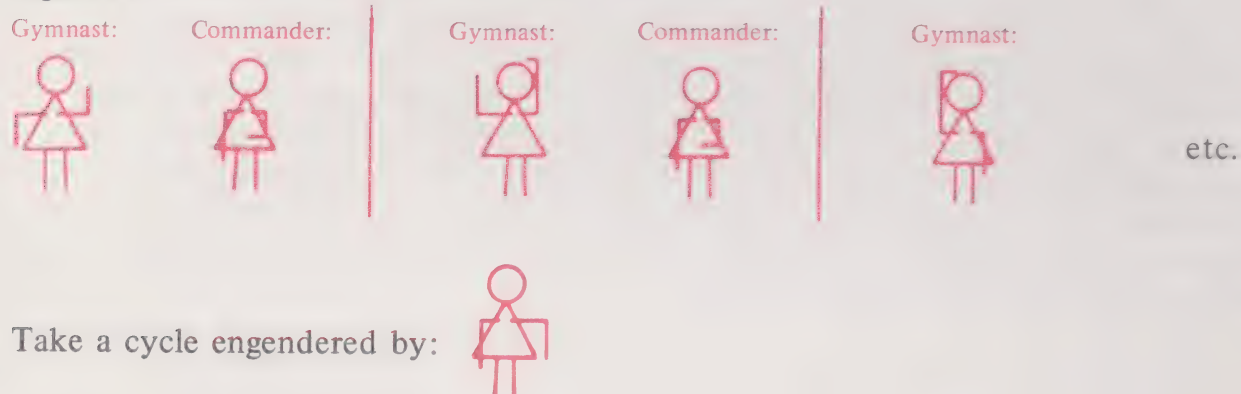 Gymnast: Commander: Gymnast: Commander: Gymnast:
etc.
Take a cycle engendered by: